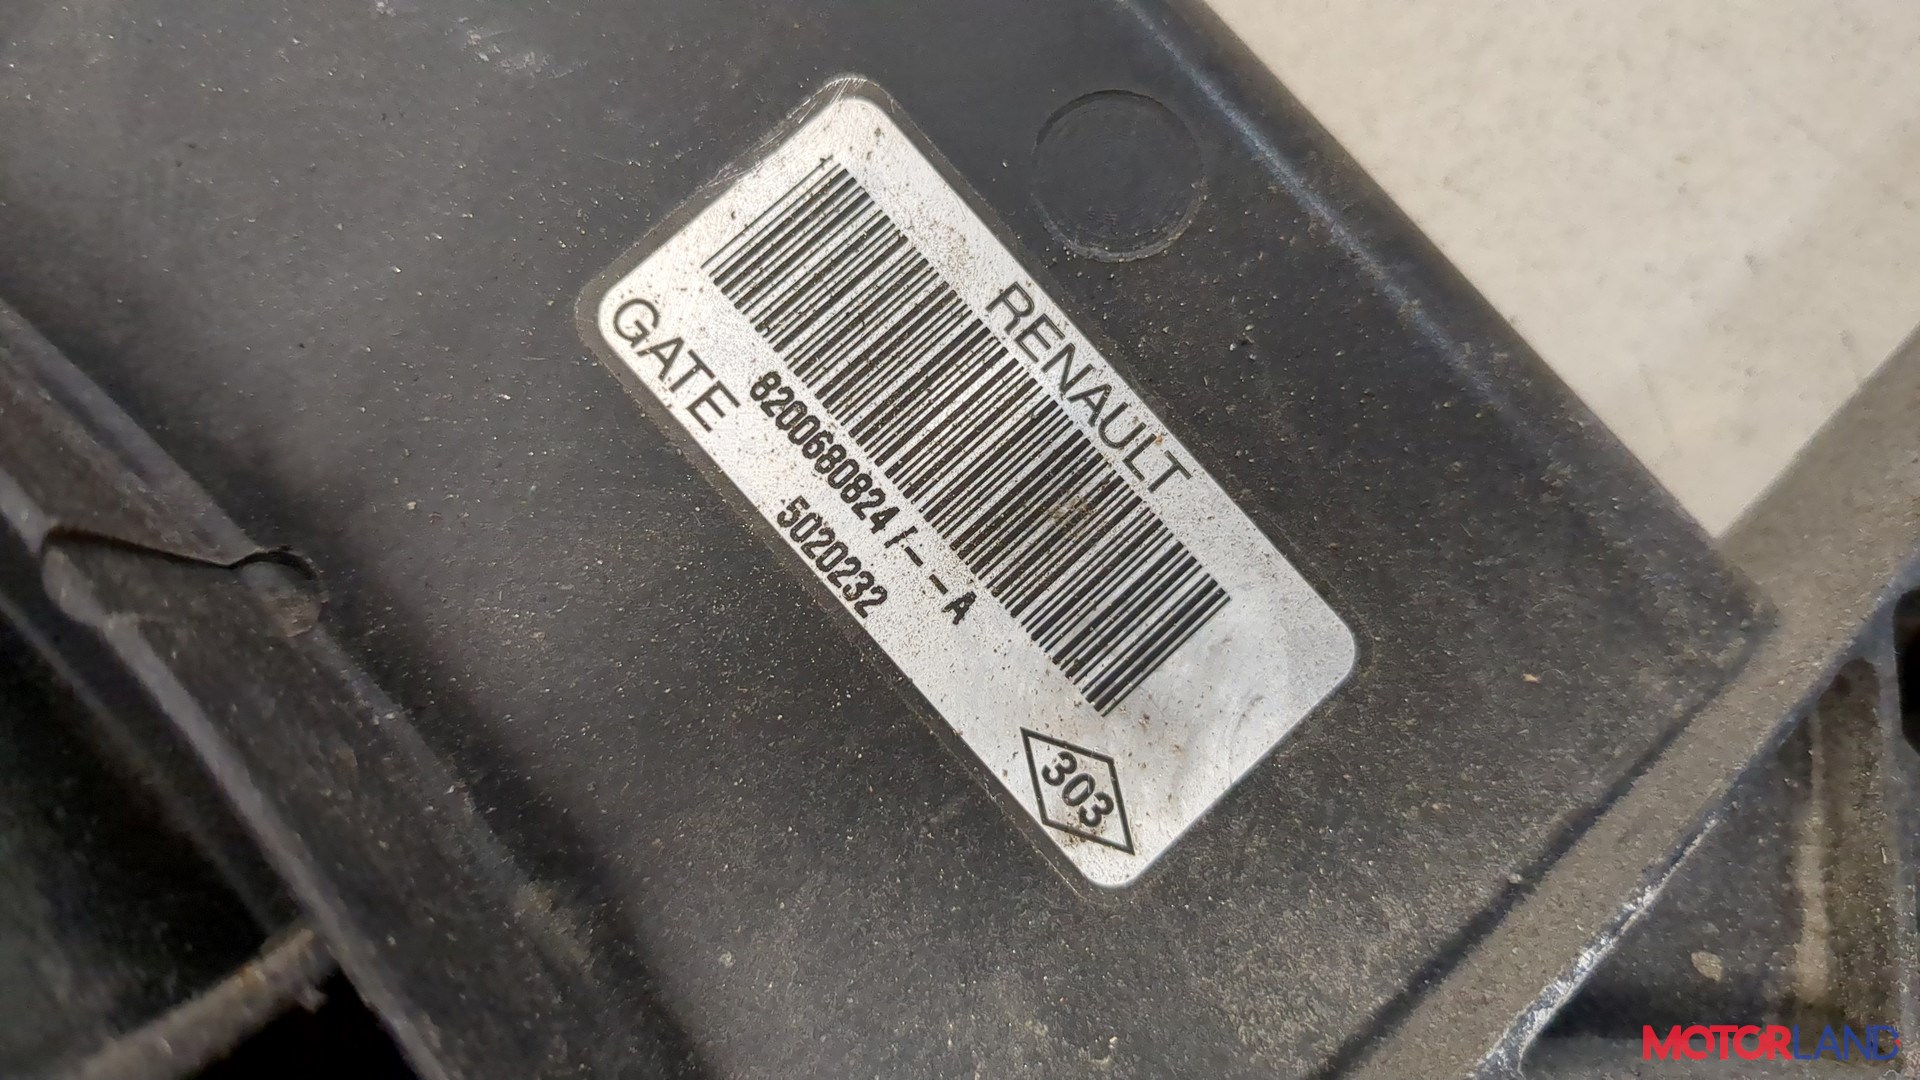 RENAULT
8200680824 / - - A
GATE
5020232
303
MOTORLAND